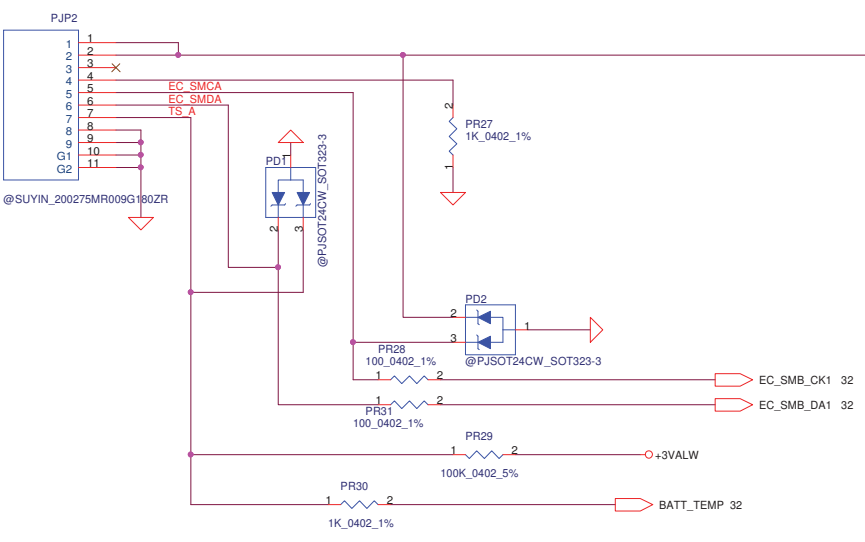 PJP2
1 1
2 2
3 3
4 4
5 5
6 6
7 7
8 8
9 9
G1 10
G2 11
EC_SMCA
EC_SMDA
TS_A
@SUYIN_200275MR009G180ZR
PD1
1
2
3
@PJSOT24CW_SOT323-3
2
PR27
1K_0402_1%
1
PD2
2
1
3
@PJSOT24CW_SOT323-3
PR28
100_0402_1%
1 2
EC_SMB_CK1 32
1 2
EC_SMB_DA1 32
PR31
100_0402_1%
PR29
1 2
+3VALW
100K_0402_5%
PR30
1 2
BATT_TEMP 32
1K_0402_1%